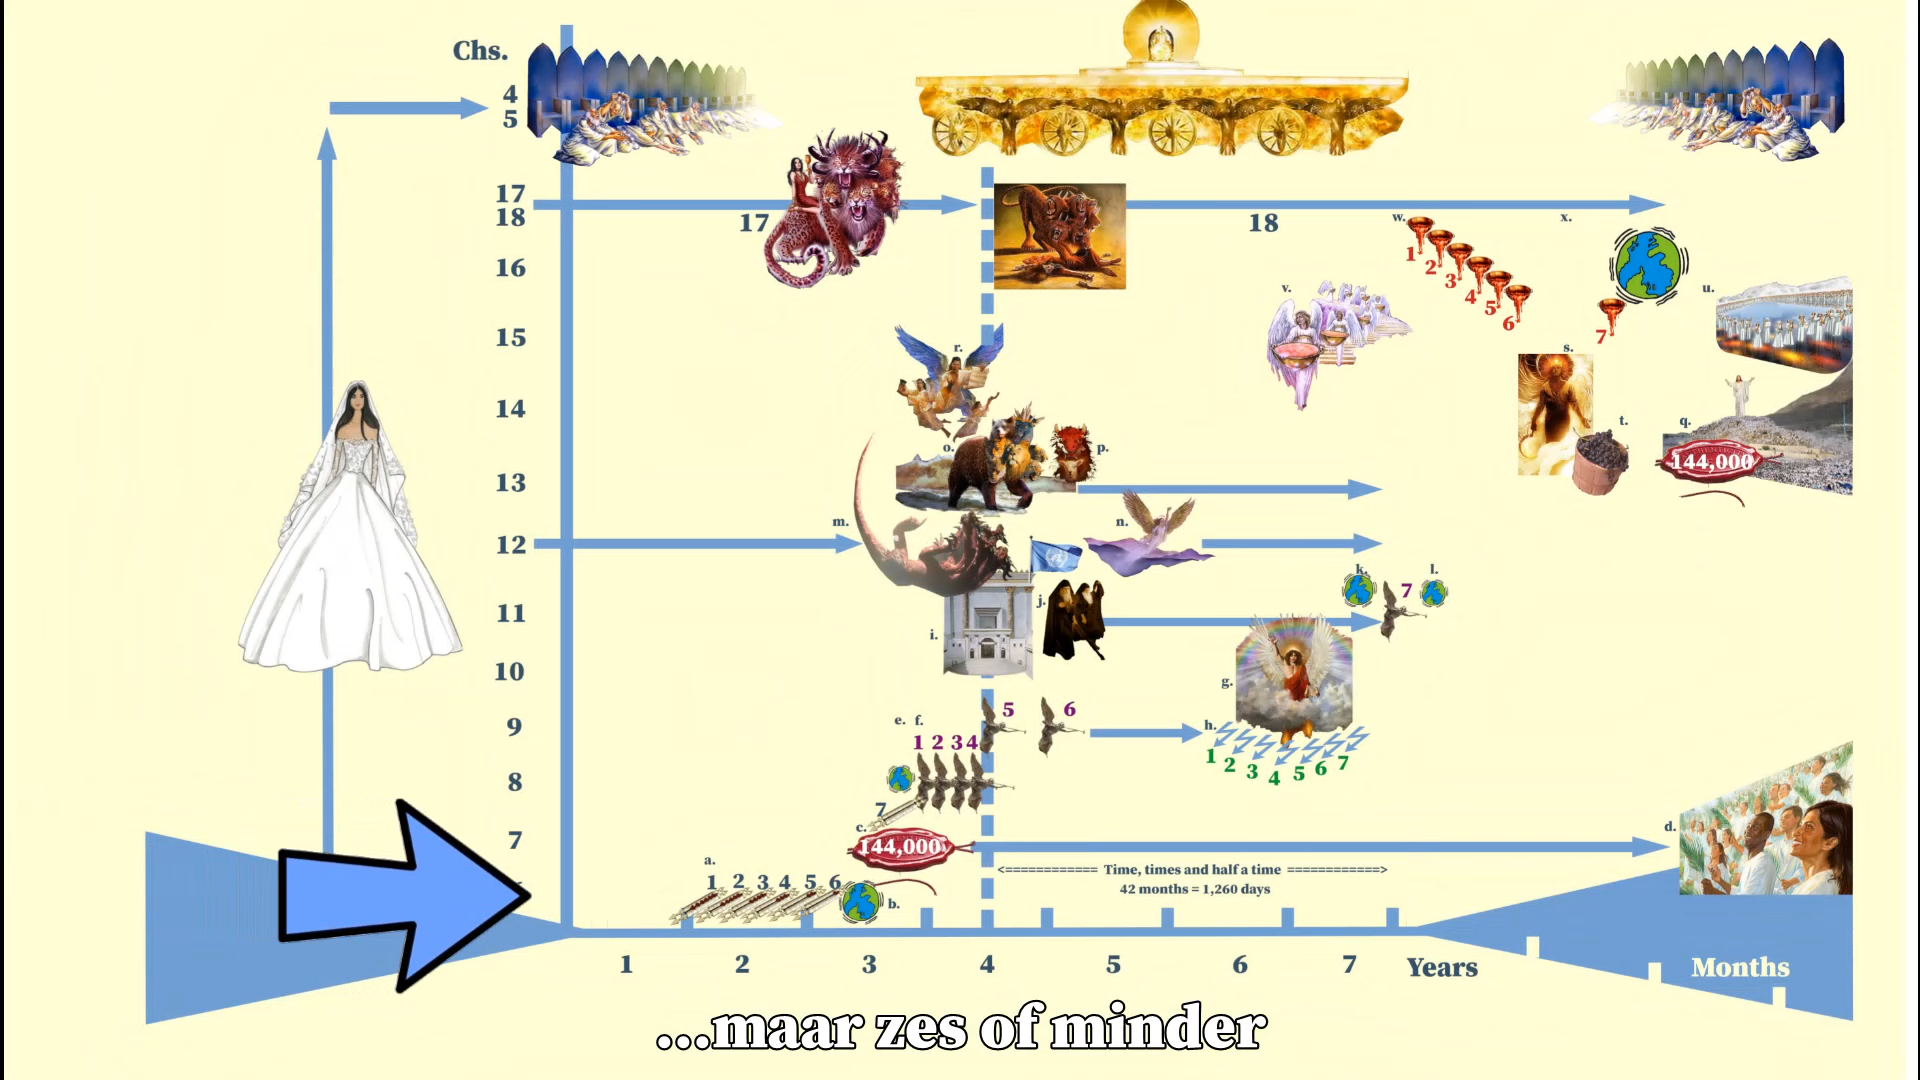 Chs.
4
5
17
18
17
18
w.
x.
1
2
3
4
5
6
7
16
v.
u.
15
r.
s.
14
t.
q.
o.
p.
144,000
13
m.
n.
12
k.
l.
7
11
j.
i.
10
g.
9
e. f.
5
6
h.
1 2 3 4
1 2 3 4 5 6 7
8
7
c.
7
144,000
d.
a.
<============ Time, times and half a time ============>
42 months = 1,260 days
1 2 3 4 5 6
b.
1 2 3 4 5 6 7 Years
Months
...maar zes of minder